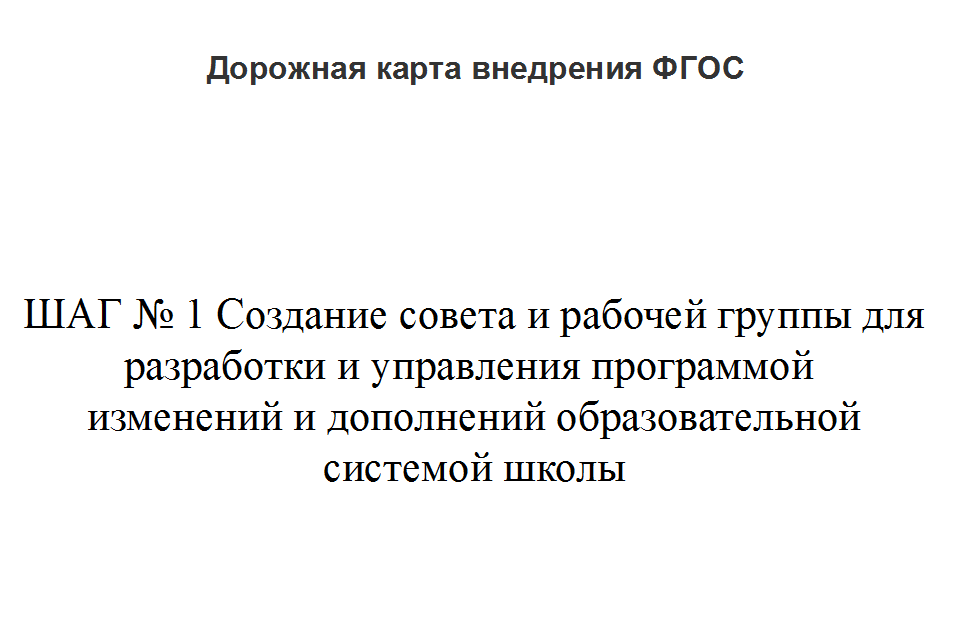 Дорожная карта внедрения ФГОС
ШАГ № 1 Создание совета и рабочей группы для
разработки и управления программой
изменений и дополнений образовательной
системой школы